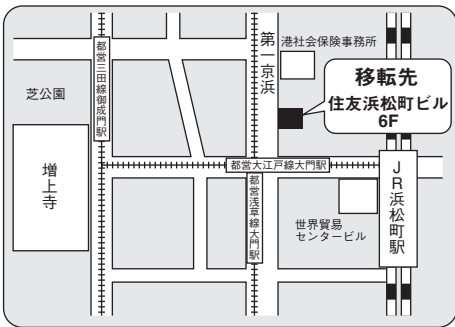 港社会保険事務所
第一京浜
都営三田線御成門駅
移転先
住友浜松町ビル
6F
芝公園
増上寺
都営大江戸線大門駅
都営浅草線大門駅
JR浜松町駅
世界貿易
センタービル